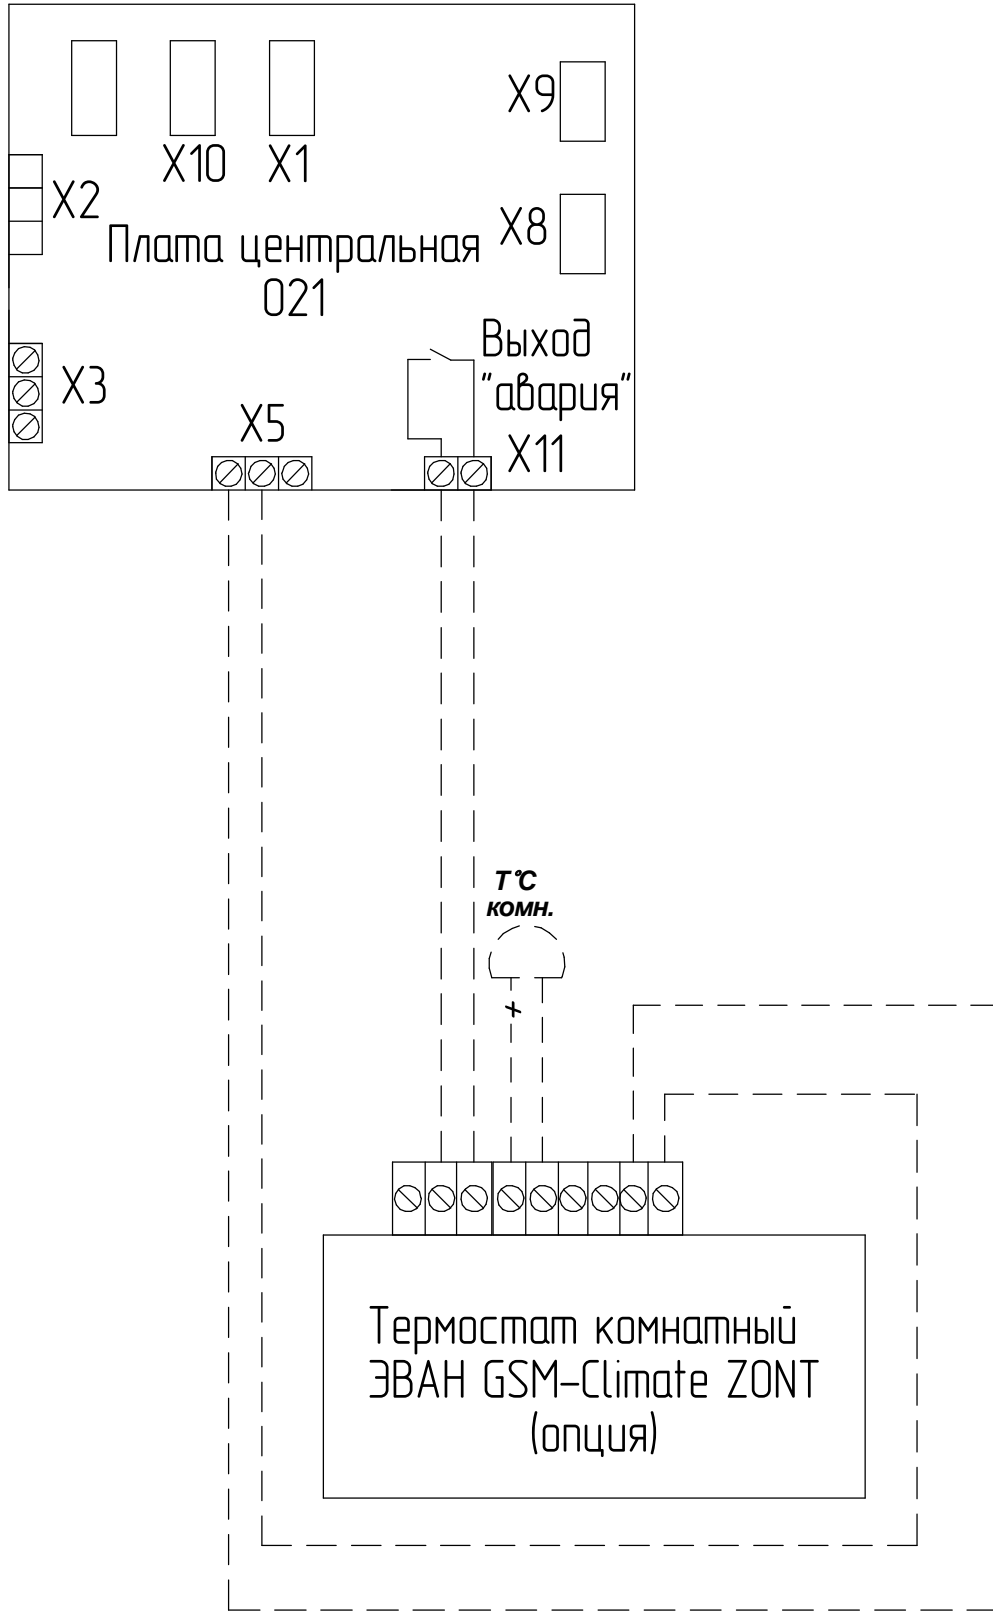 X9
X10 X1
X2
X8
Плата центральная
021
Выход
"авария"
X3
X5
X11
T°C
комн.
+
Термостат комнатный
ЭВАН GSM-Climate ZONT
(опция)